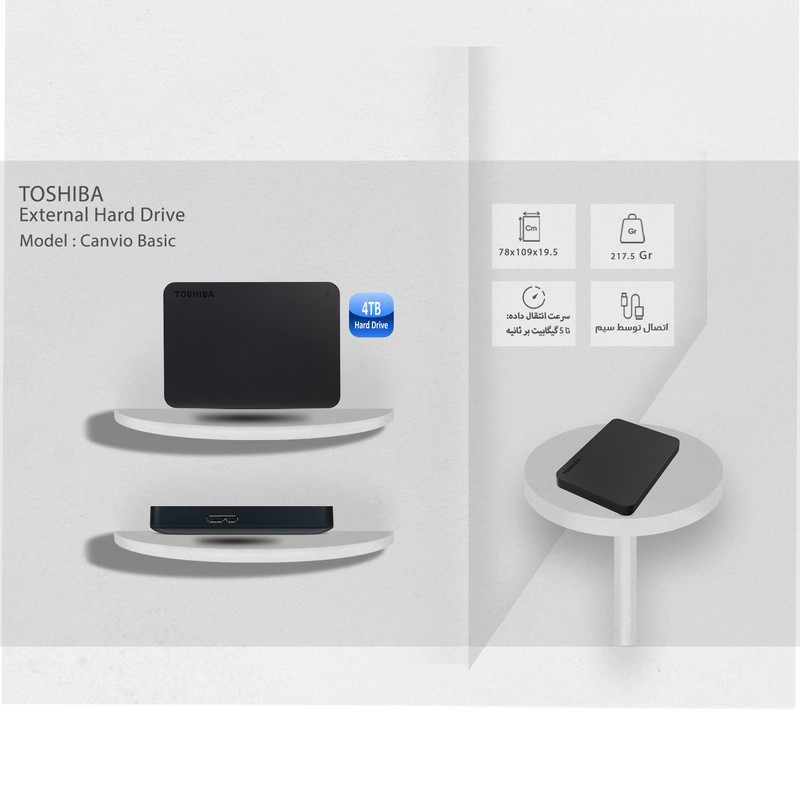 TOSHIBA
External Hard Drive
Model : Canvio Basic
TOSHIBA
4TB
Hard Drive
Cm
78x109x19.5
Gr
217.5 Gr
سرعت انتقال داده:
تا 5 گیگابیت بر ثانیه
اتصال توسط سیم
TOSHIBA